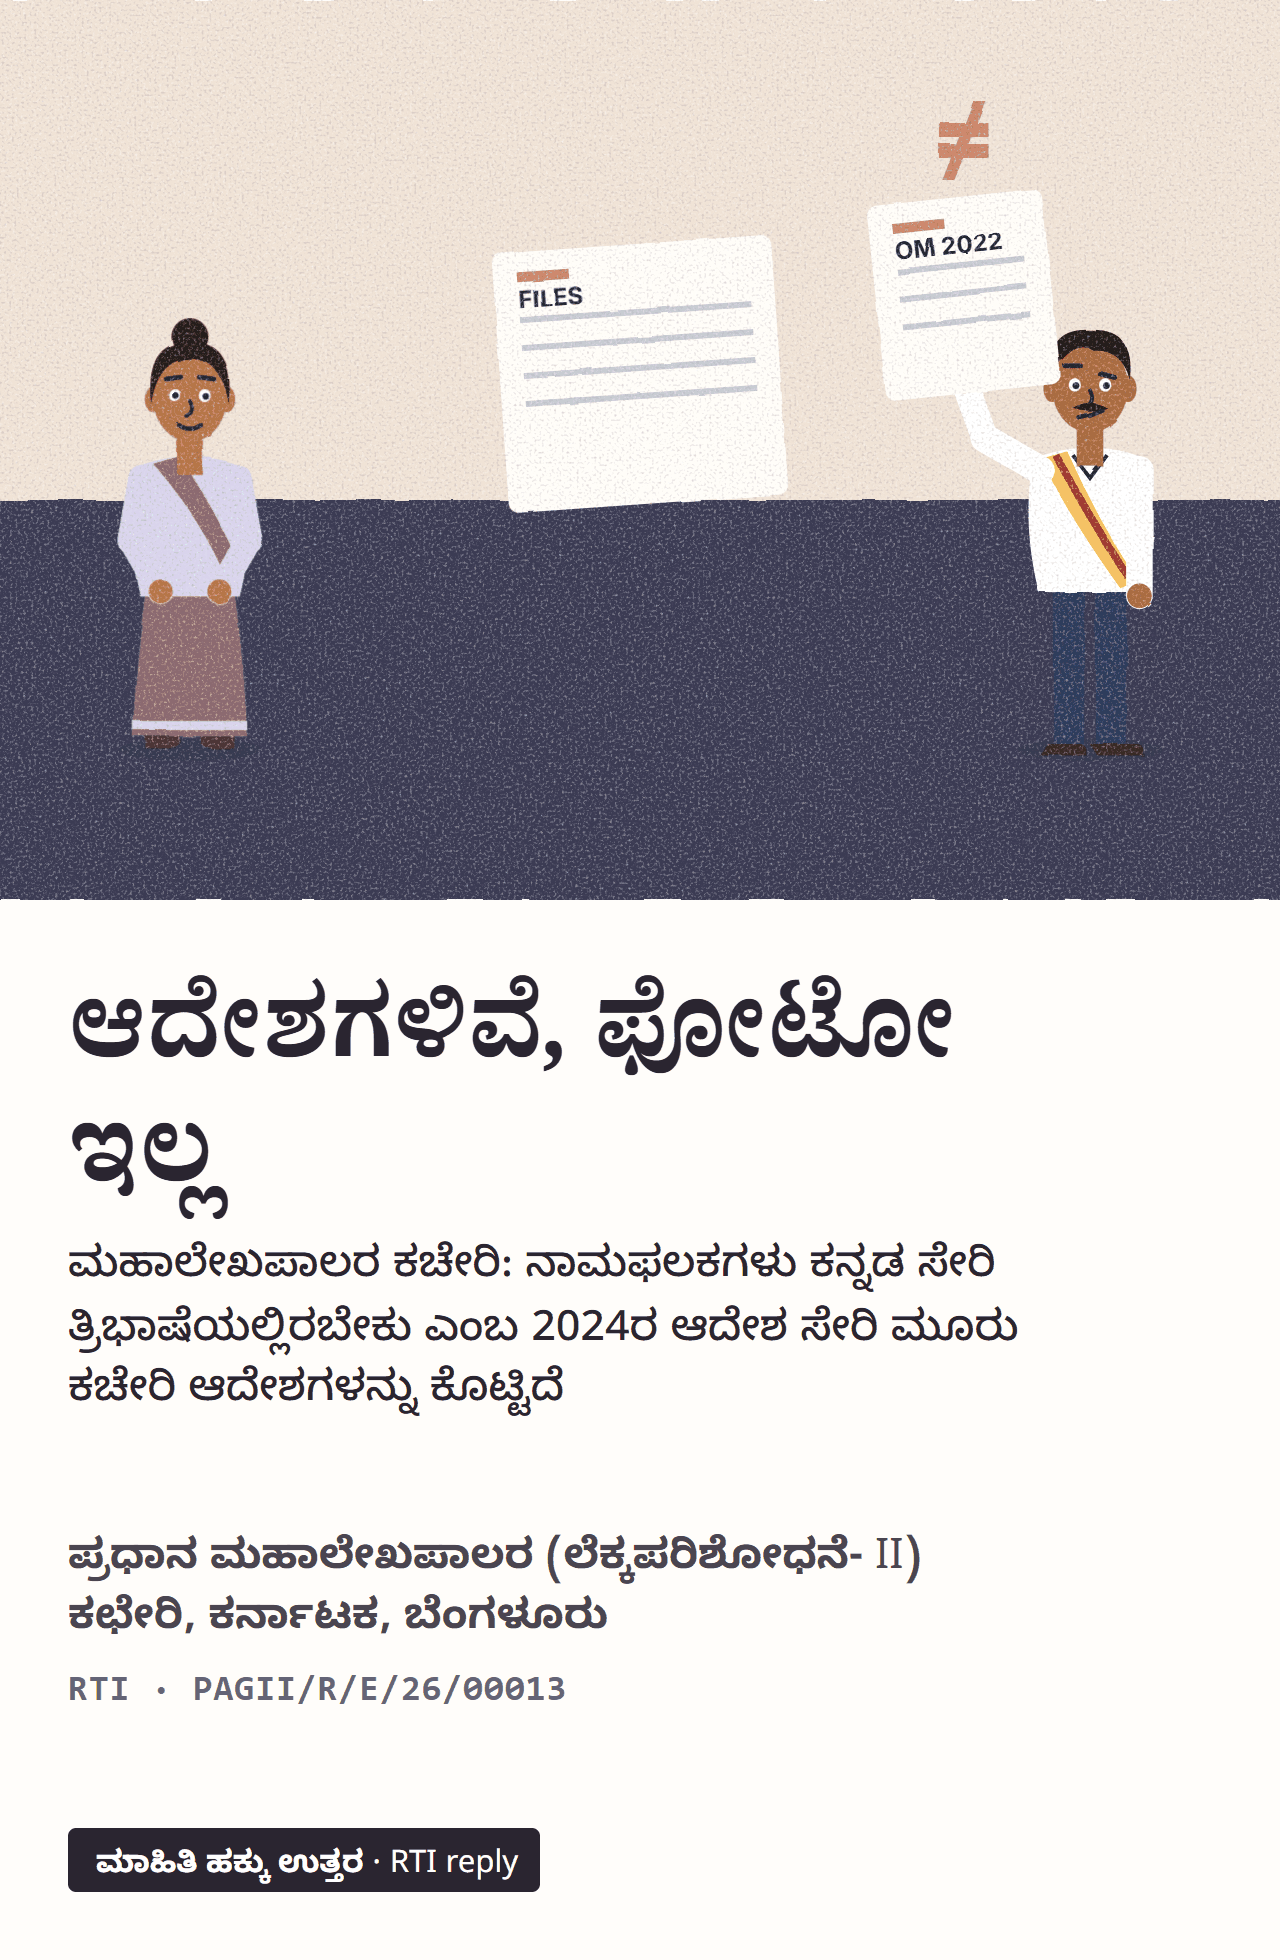 ≠
OM 2022
FILES
ಆದೇಶಗಳಿವೆ, ಫೋಟೋ
ಇಲ್ಲ
ಮಹಾಲೇಖಪಾಲರ ಕಚೇರಿ: ನಾಮಫಲಕಗಳು ಕನ್ನಡ ಸೇರಿ
ತ್ರಿಭಾಷೆಯಲ್ಲಿರಬೇಕು ಎಂಬ 2024ರ ಆದೇಶ ಸೇರಿ ಮೂರು
ಕಚೇರಿ ಆದೇಶಗಳನ್ನು ಕೊಟ್ಟಿದೆ
ಪ್ರಧಾನ ಮಹಾಲೇಖಪಾಲರ (ಲೆಕ್ಕಪರಿಶೋಧನೆ- II)
ಕಛೇರಿ, ಕರ್ನಾಟಕ, ಬೆಂಗಳೂರು
RTI · PAGII/R/E/26/00013
ಮಾಹಿತಿ ಹಕ್ಕು ಉತ್ತರ · RTI reply